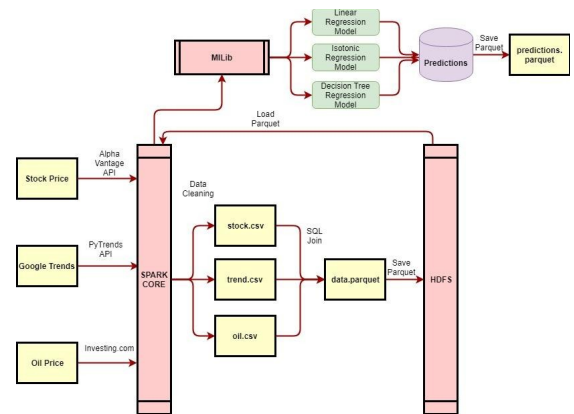 Linear
Regression
Model
MlLib
Isotonic
Regression
Model
Decision Tree
Regression
Model
Predictions
Save
Parquet
predictions.
parquet
Load
Parquet
Stock Price
Alpha
Vantage
API
Google Trends
PyTrends
API
Oil Price
Investing.com
SPARK
CORE
Data
Cleaning
stock.csv
trend.csv
oil.csv
SQL
Join
data.parquet
Save
Parquet
HDFS